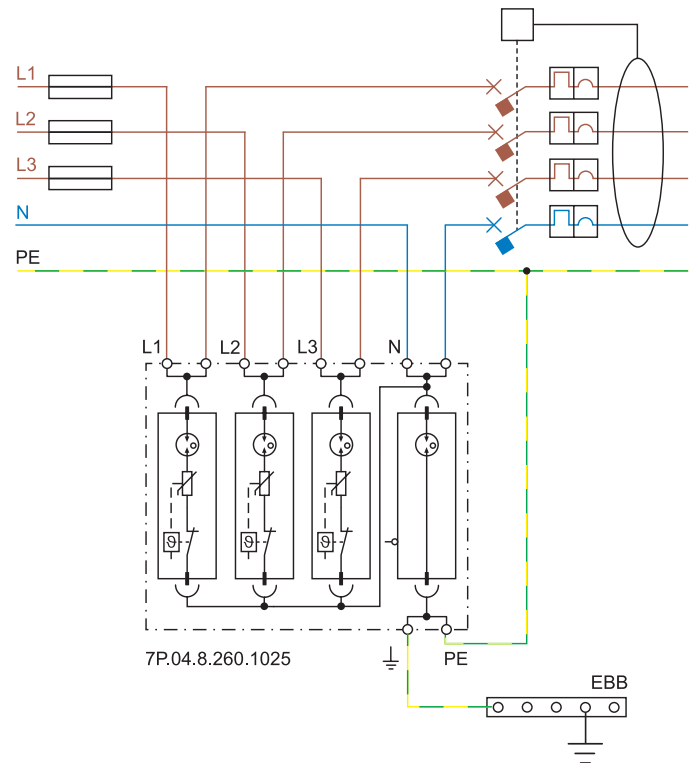 L1
L2
L3
N
PE
L1 L2 L3 N
ϑ ϑ ϑ
7P.04.8.260.1025
PE
EBB